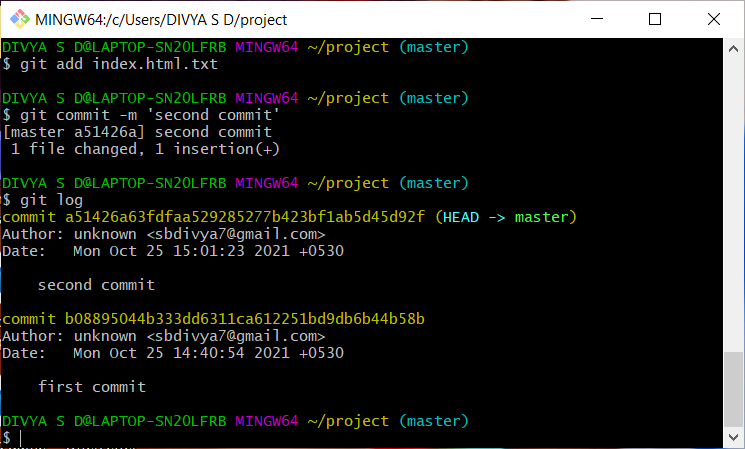 MINGW64:/c/Users/DIVYA S D/project
DIVYA S D@LAPTOP-SN2OLFRB MINGW64 ~/project (master)
$ git add index.html.txt
DIVYA S D@LAPTOP-SN2OLFRB MINGW64 ~/project (master)
$ git commit -m 'second commit'
[master a51426a] second commit
 1 file changed, 1 insertion(+)
DIVYA S D@LAPTOP-SN2OLFRB MINGW64 ~/project (master)
$ git log
commit a51426a63fdfaa529285277b423bf1ab5d45d92f (HEAD -> master)
Author: unknown <sbdivya7@gmail.com>
Date:   Mon Oct 25 15:01:23 2021 +0530
    second commit
commit b08895044b333dd6311ca612251bd9db6b44b58b
Author: unknown <sbdivya7@gmail.com>
Date:   Mon Oct 25 14:40:54 2021 +0530
    first commit
DIVYA S D@LAPTOP-SN2OLFRB MINGW64 ~/project (master)
$